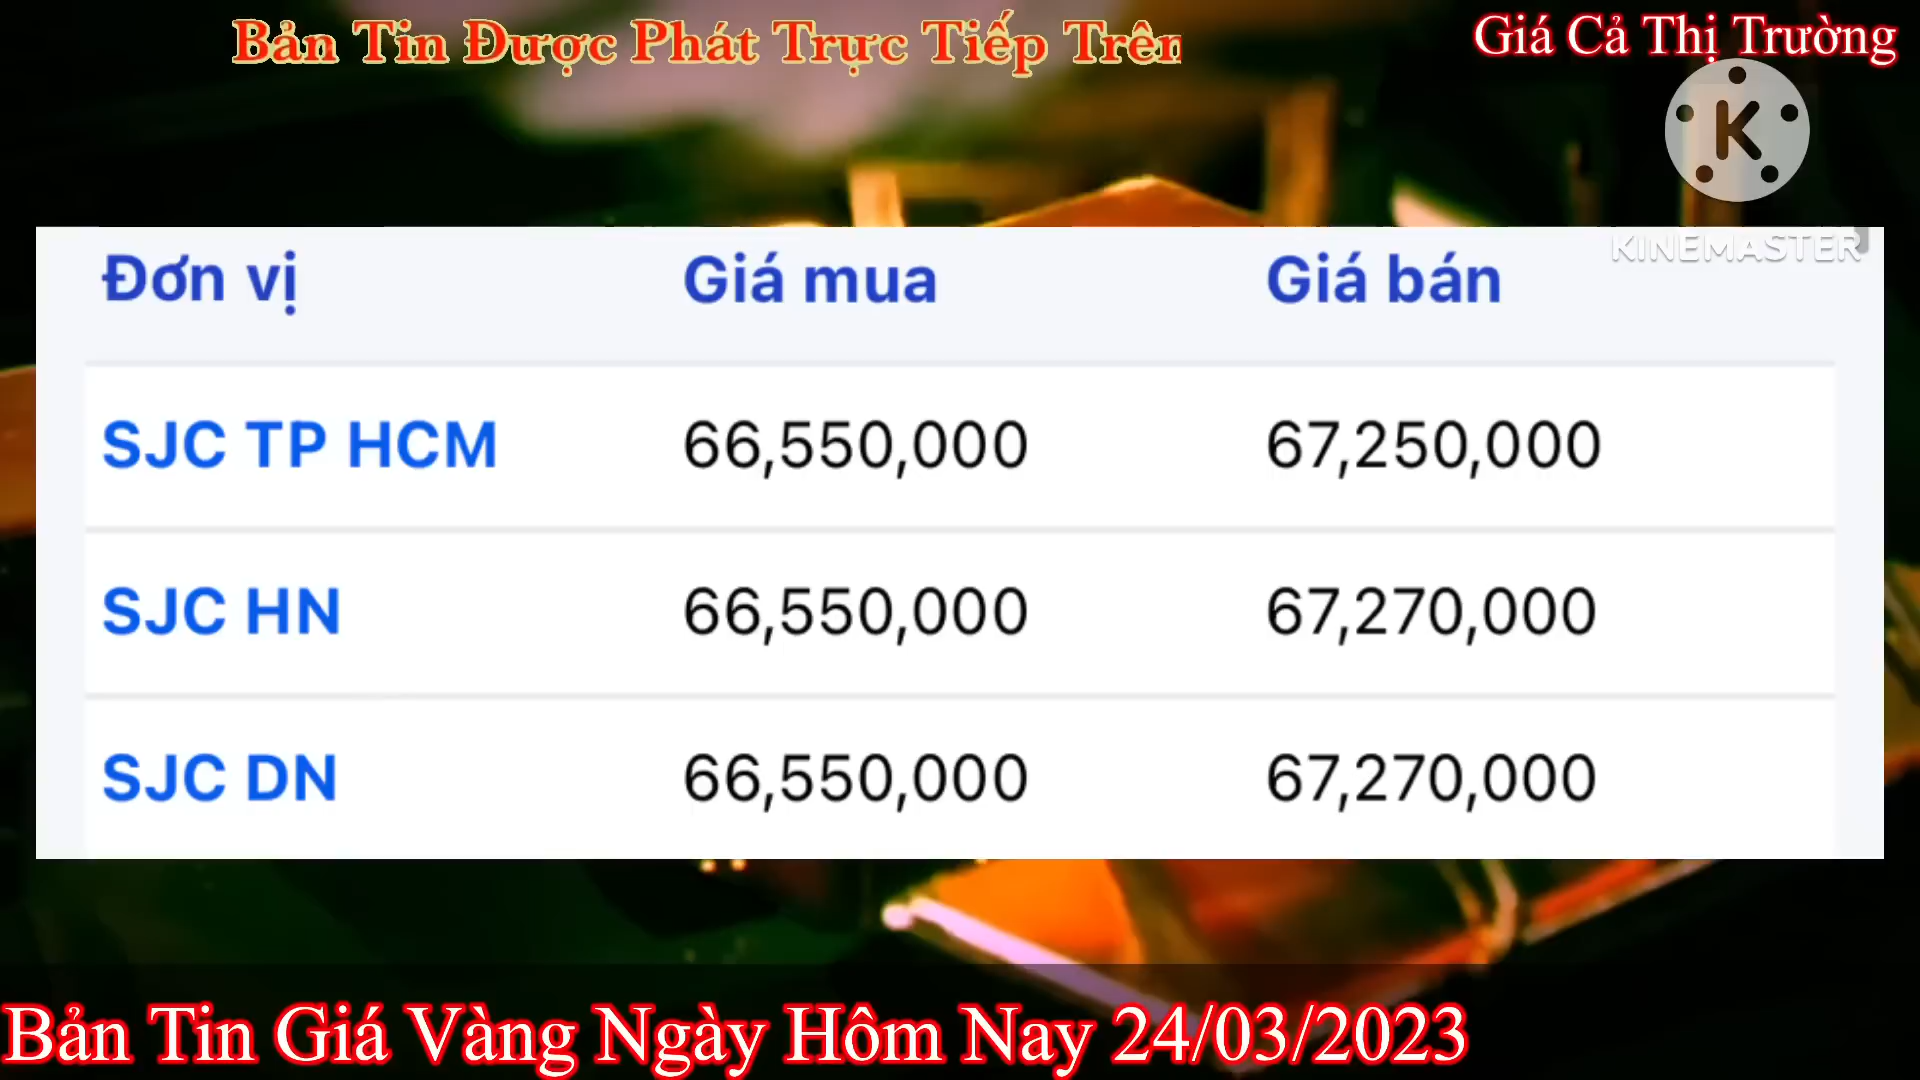 Bản Tin Được Phát Trực Tiếp Trên
Giá Cả Thị Trường
K
KINEMASTER
Đơn vị Giá mua Giá bán
SJC TP HCM 66,550,000 67,250,000
SJC HN 66,550,000 67,270,000
SJC DN 66,550,000 67,270,000
Bản Tin Giá Vàng Ngày Hôm Nay 24/03/2023